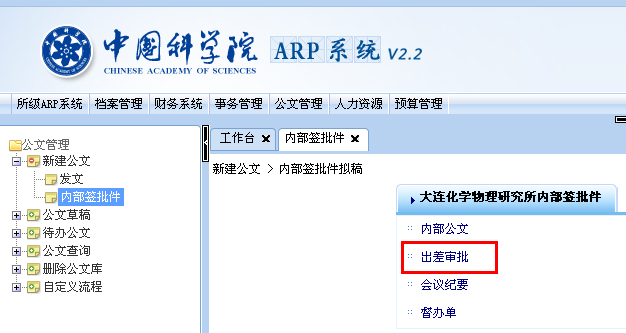 中国科学院 ARP系统 V2.2
CHINESE ACADEMY OF SCIENCES
所级ARP系统 档案管理 财务系统 事务管理 公文管理 人力资源 预算管理
公文管理
新建公文
发文
内部签批件
公文草稿
待办公文
公文查询
删除公文库
自定义流程
工作台 内部签批件
新建公文 > 内部签批件拟稿
大连化学物理研究所内部签批件
内部公文
出差审批
会议纪要
督办单